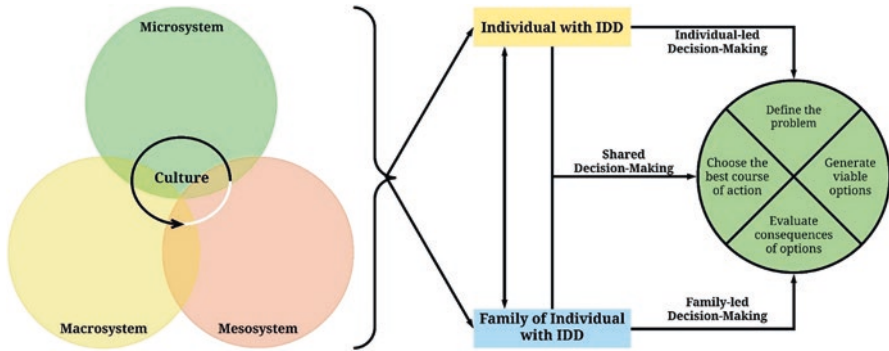 Microsystem
Culture
Macrosystem
Mesosystem
Individual with IDD
Family of Individual
with IDD
Individual-led
Decision-Making
Shared
Decision-Making
Family-led
Decision-Making
Define the
problem
Generate
viable
options
Evaluate
consequences
of options
Choose the
best course
of action